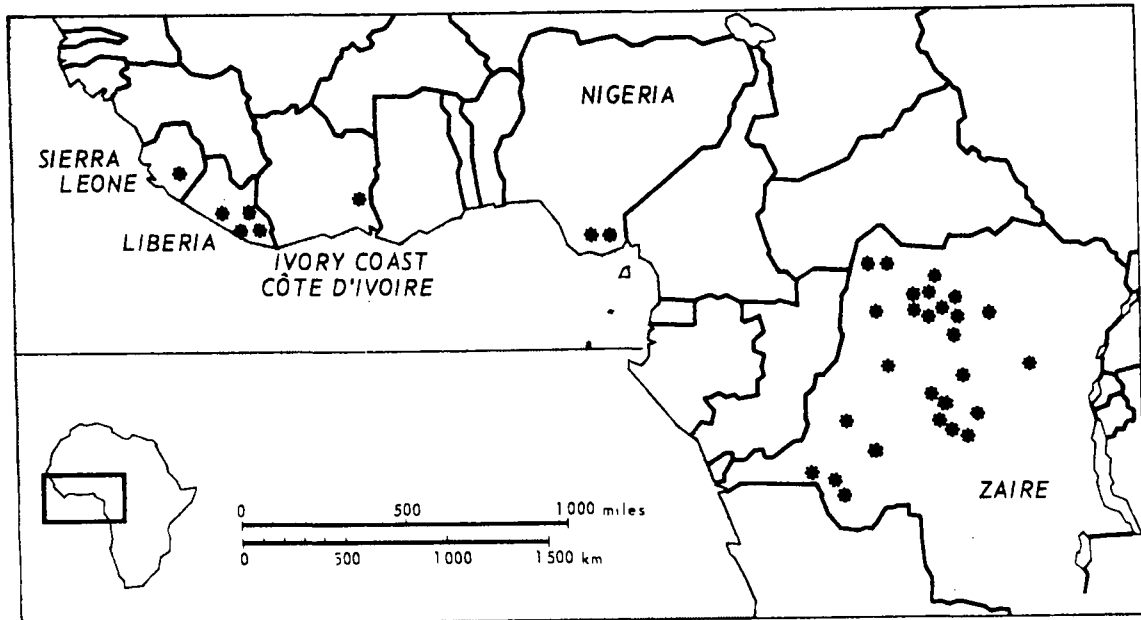 NIGERIA
SIERRA
LEONE
LIBERIA
IVORY COAST
CÔTE D'IVOIRE
ZAIRE
0 500 1000 miles
0 500 1000 1500 km